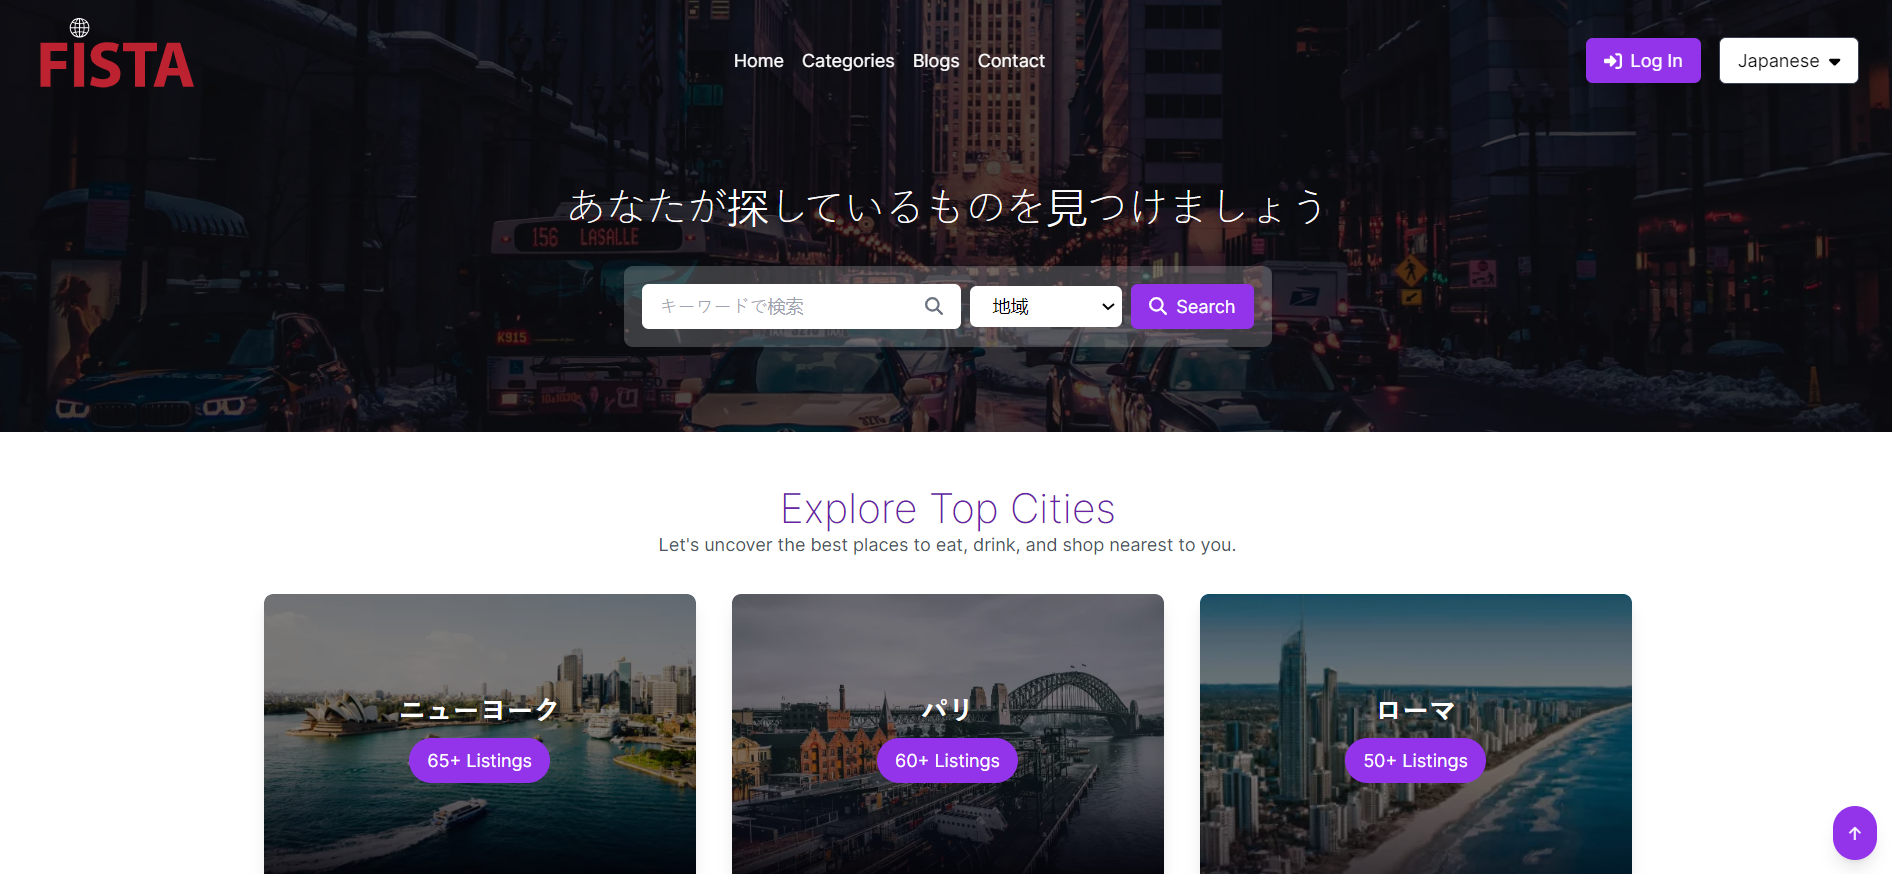 FISTA
Home Categories Blogs Contact
Log In
Japanese
あなたが探しているものを見つけましょう
156 LASALLE
キーワードで検索
地域
Search
K915
Explore Top Cities
Let's uncover the best places to eat, drink, and shop nearest to you.
ニューヨーク
65+ Listings
パリ
60+ Listings
ローマ
50+ Listings